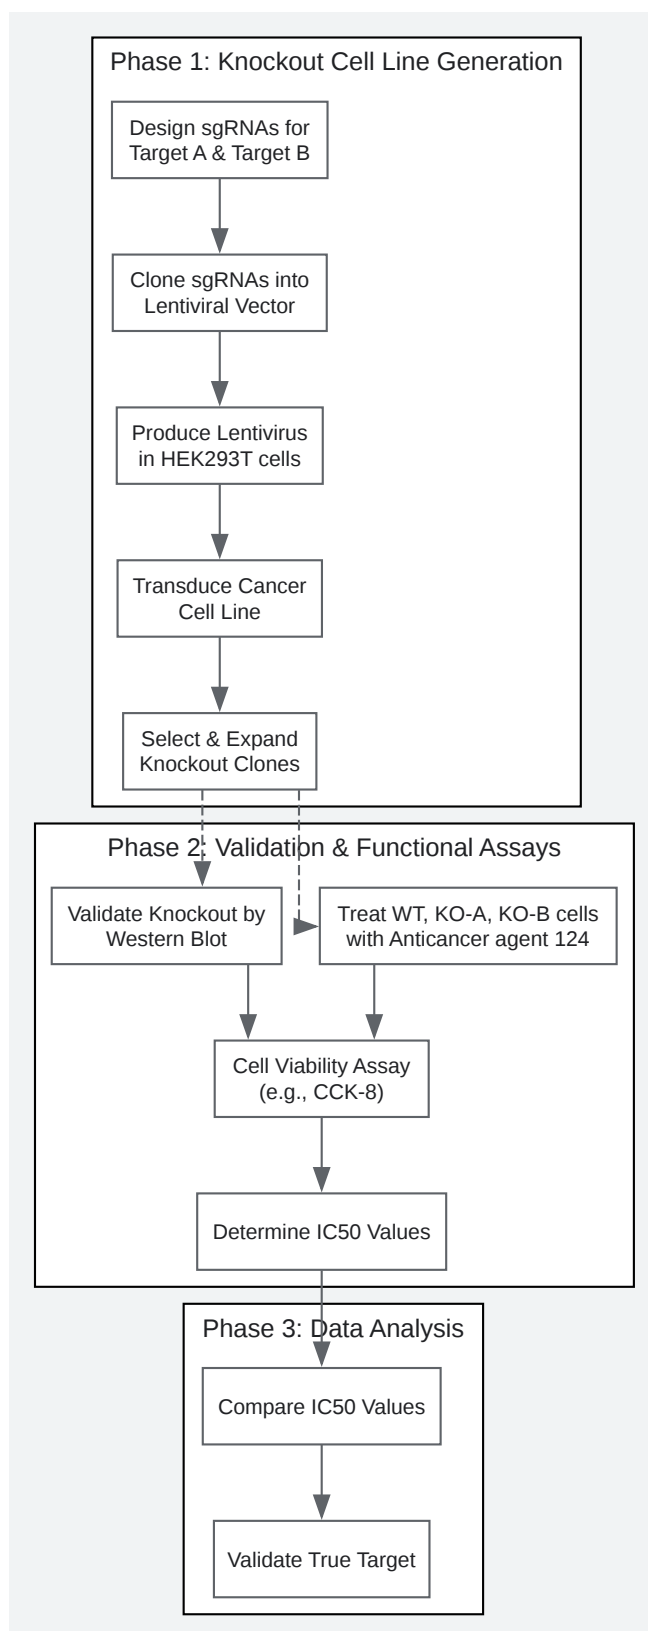 Phase 1: Knockout Cell Line Generation
Design sgRNAs for
Target A & Target B
Clone sgRNAs into
Lentiviral Vector
Produce Lentivirus
in HEK293T cells
Transduce Cancer
Cell Line
Select & Expand
Knockout Clones
Phase 2: Validation & Functional Assays
Validate Knockout by
Western Blot
Treat WT, KO-A, KO-B cells
with Anticancer agent 124
Cell Viability Assay
(e.g., CCK-8)
Determine IC50 Values
Phase 3: Data Analysis
Compare IC50 Values
Validate True Target